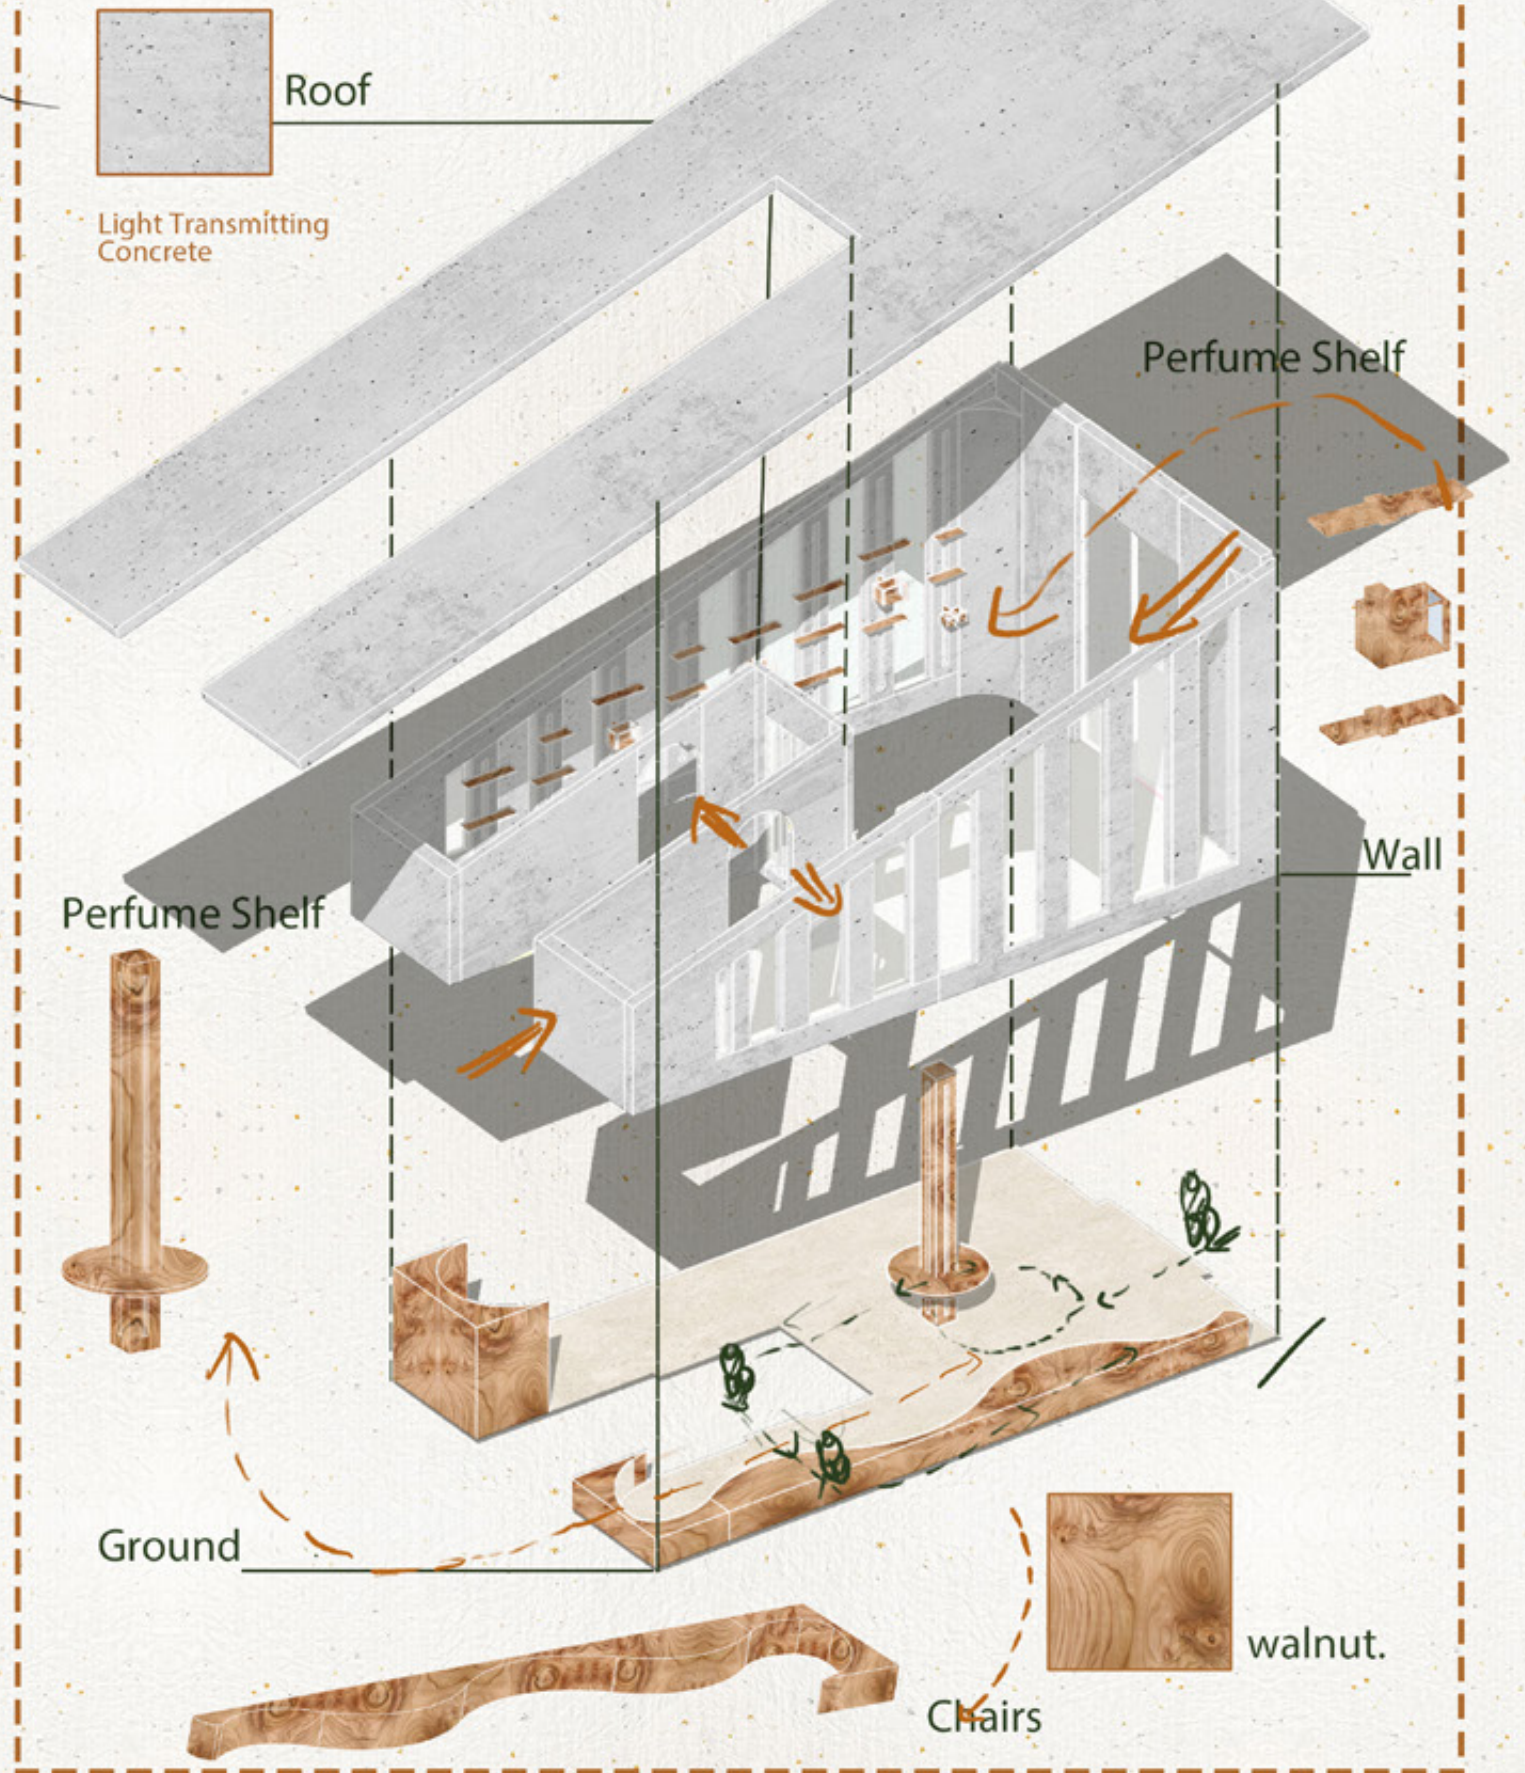 Roof
Light Transmitting
Concrete
Perfume Shelf
Wall
Perfume Shelf
Ground
walnut.
Chairs